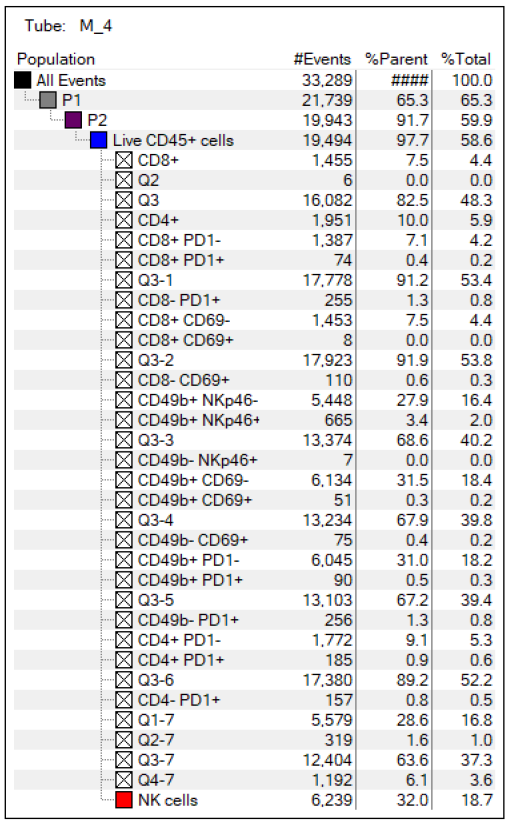 Tube: M_4
Population #Events %Parent %Total
All Events 33,289 #### 100.0
P1 21,739 65.3 65.3
P2 19,943 91.7 59.9
Live CD45+ cells 19,494 97.7 58.6
CD8+ 1,455 7.5 4.4
Q2 6 0.0 0.0
Q3 16,082 82.5 48.3
CD4+ 1,951 10.0 5.9
CD8+ PD1- 1,387 7.1 4.2
CD8+ PD1+ 74 0.4 0.2
Q3-1 17,778 91.2 53.4
CD8- PD1+ 255 1.3 0.8
CD8+ CD69- 1,453 7.5 4.4
CD8+ CD69+ 8 0.0 0.0
Q3-2 17,923 91.9 53.8
CD8- CD69+ 110 0.6 0.3
CD49b+ NKp46- 5,448 27.9 16.4
CD49b+ NKp46+ 665 3.4 2.0
Q3-3 13,374 68.6 40.2
CD49b- NKp46+ 7 0.0 0.0
CD49b+ CD69- 6,134 31.5 18.4
CD49b+ CD69+ 51 0.3 0.2
Q3-4 13,234 67.9 39.8
CD49b- CD69+ 75 0.4 0.2
CD49b+ PD1- 6,045 31.0 18.2
CD49b+ PD1+ 90 0.5 0.3
Q3-5 13,103 67.2 39.4
CD49b- PD1+ 256 1.3 0.8
CD4+ PD1- 1,772 9.1 5.3
CD4+ PD1+ 185 0.9 0.6
Q3-6 17,380 89.2 52.2
CD4- PD1+ 157 0.8 0.5
Q1-7 5,579 28.6 16.8
Q2-7 319 1.6 1.0
Q3-7 12,404 63.6 37.3
Q4-7 1,192 6.1 3.6
NK cells 6,239 32.0 18.7